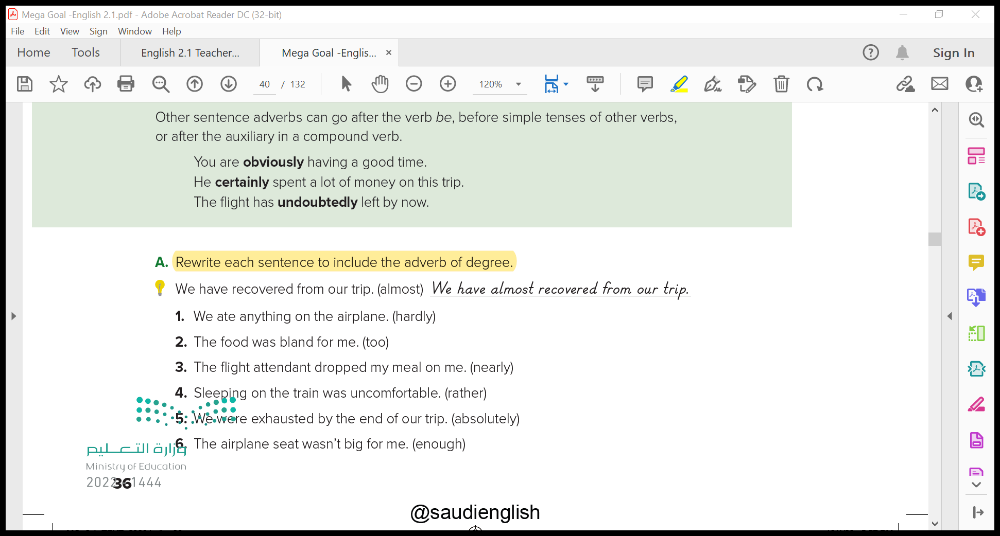 Mega Goal -English 2.1.pdf - Adobe Acrobat Reader DC (32-bit)
File Edit View Sign Window Help
Home Tools English 2.1 Teacher... Mega Goal -Englis... × Sign In
40 / 132 120%
Other sentence adverbs can go after the verb be, before simple tenses of other verbs,
or after the auxiliary in a compound verb.
You are obviously having a good time.
He certainly spent a lot of money on this trip.
The flight has undoubtedly left by now.
A. Rewrite each sentence to include the adverb of degree.
We have recovered from our trip. (almost) We have almost recovered from our trip.
1. We ate anything on the airplane. (hardly)
2. The food was bland for me. (too)
3. The flight attendant dropped my meal on me. (nearly)
4. Sleeping on the train was uncomfortable. (rather)
5. We were exhausted by the end of our trip. (absolutely)
6. The airplane seat wasn't big for me. (enough)
وزارة التعليم
Ministry of Education
2022 - 1444
36
@saudienglish